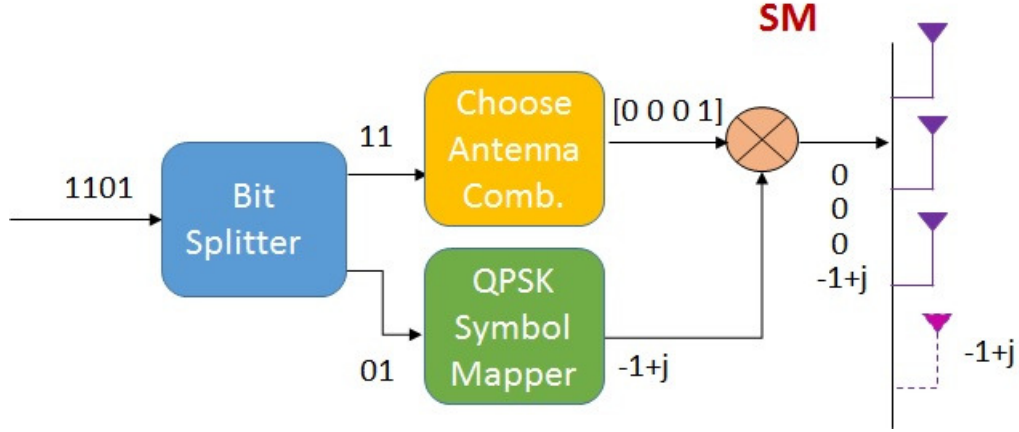 SM
1101
Bit
Splitter
11
Choose
Antenna
Comb.
[0 0 0 1]
01
QPSK
Symbol
Mapper
-1+j
0
0
0
-1+j
-1+j